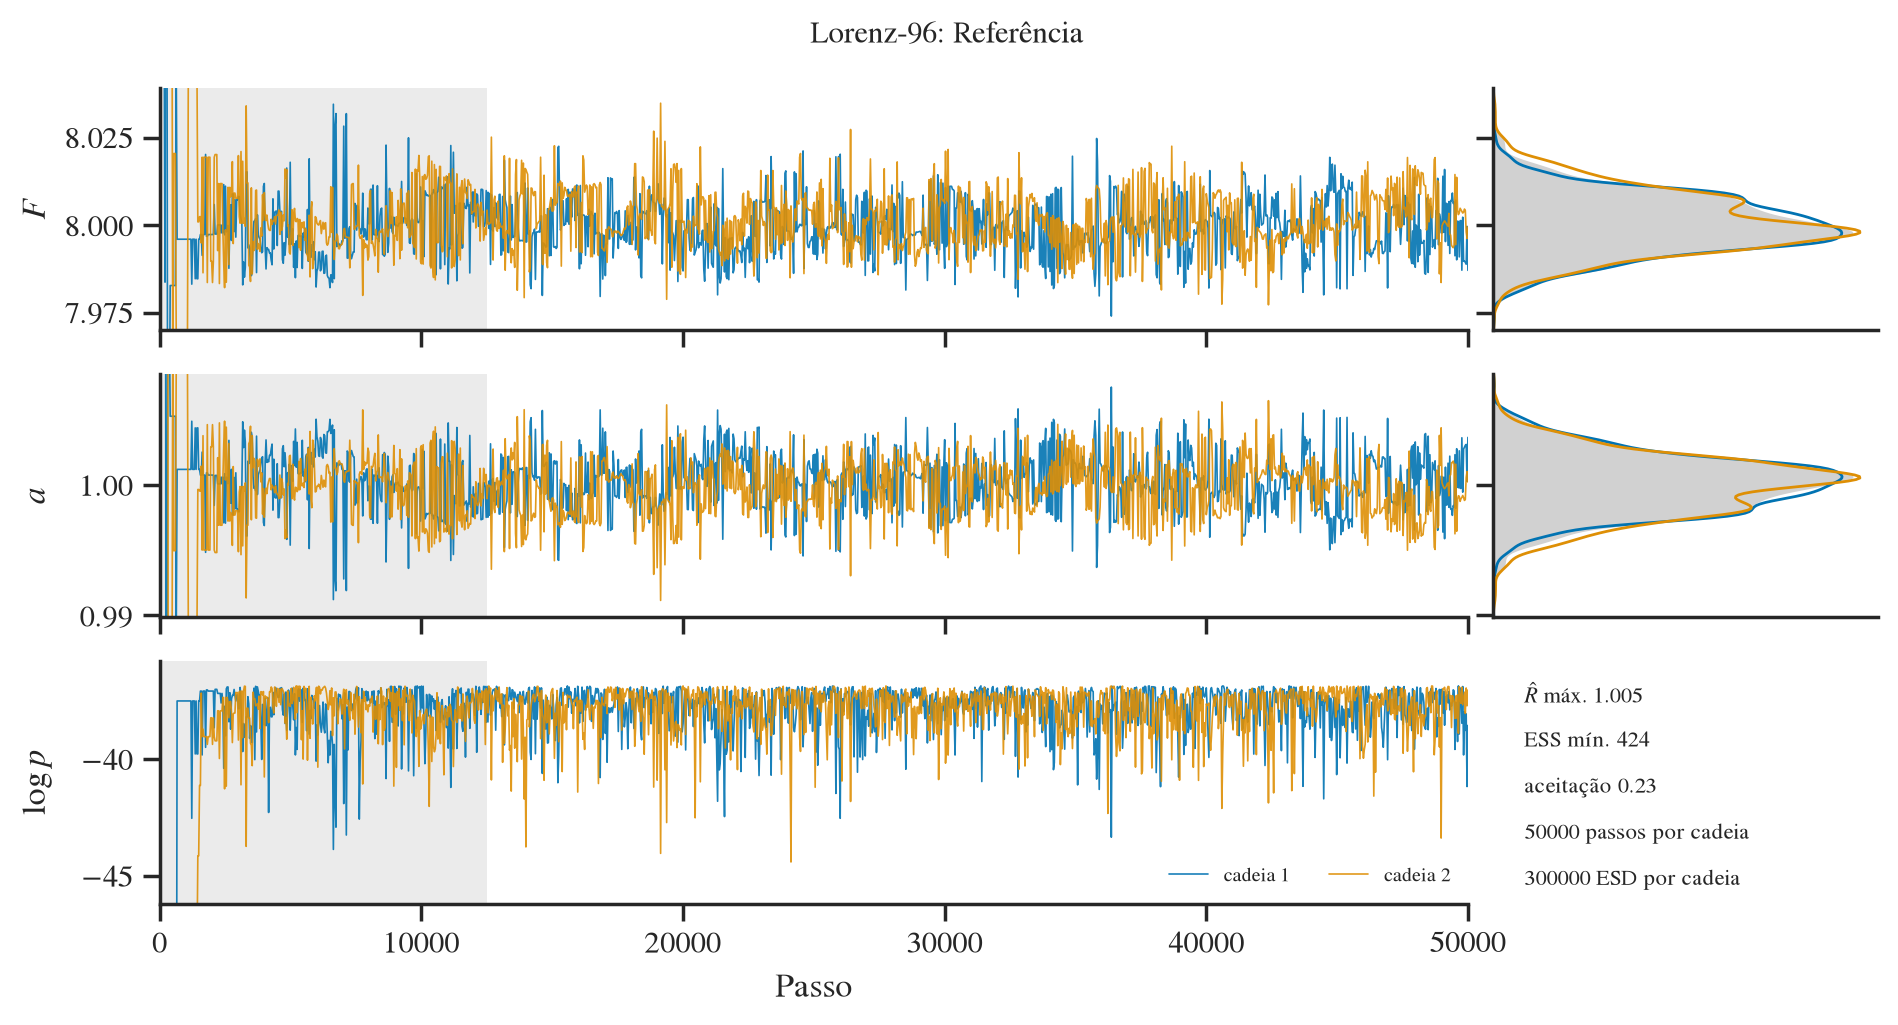 Lorenz-96: Referência
F
8.025
8.000
7.975
a
1.00
0.99
log p
−40
−45
cadeia 1
cadeia 2
R̂ máx. 1.005
ESS mín. 424
aceitação 0.23
50000 passos por cadeia
300000 ESD por cadeia
0
10000
20000
30000
40000
50000
Passo